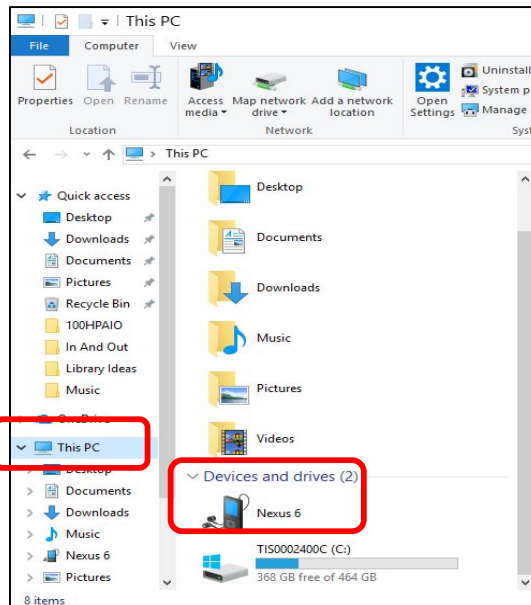 This PC
File Computer View
Properties Open Rename
Access media
Map network drive
Add a network location
Open Settings
Uninstall
System p
Manage
Location Network Sys
This PC
Quick access
Desktop
Downloads
Documents
Pictures
Recycle Bin
100HPAIO
In And Out
Library Ideas
Music
OneDrive
This PC
Desktop
Documents
Downloads
Music
Nexus 6
Pictures
8 items
Desktop
Documents
Downloads
Music
Pictures
Videos
Devices and drives (2)
Nexus 6
TIS0002400C (C:)
368 GB free of 464 GB